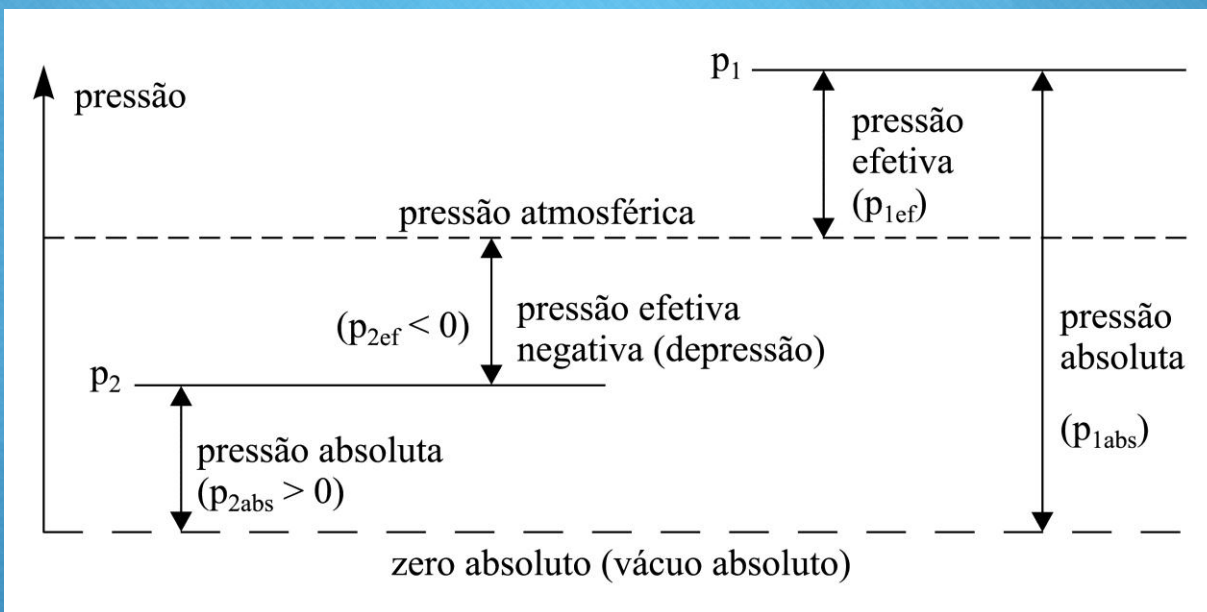 p₁
pressão
pressão
efetiva
(p₁ef)
pressão atmosférica
(p₂ef < 0)
pressão efetiva
negativa (depressão)
pressão
absoluta
(p₁abs)
p₂
pressão absoluta
(p₂abs > 0)
zero absoluto (vácuo absoluto)